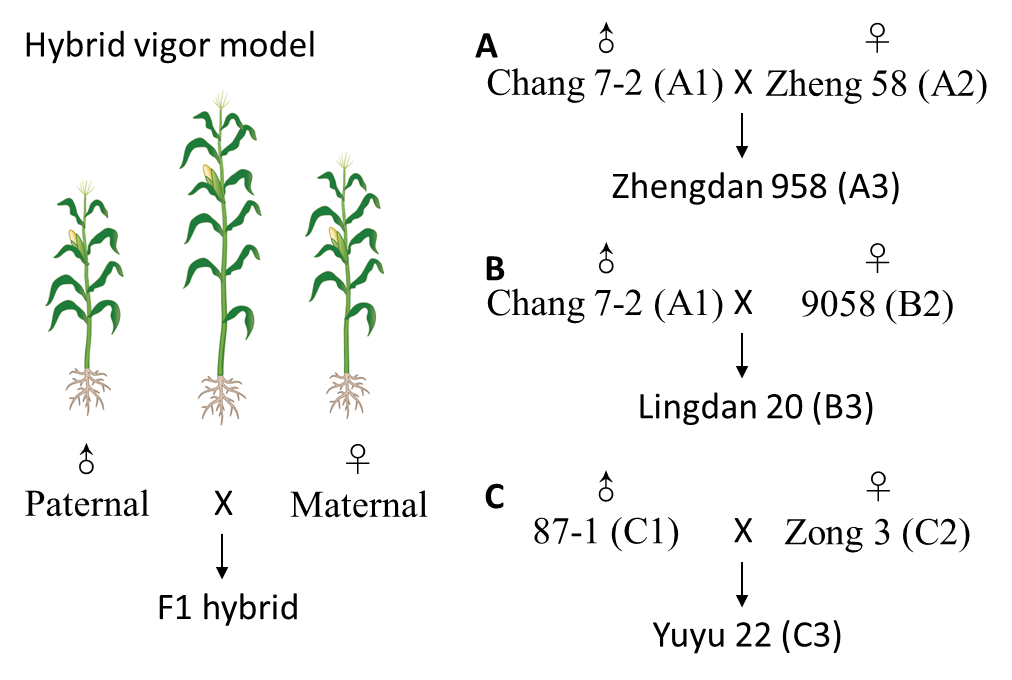 Hybrid vigor model
♂
♀
Paternal X Maternal
F1 hybrid
A
♂
♀
Chang 7-2 (A1) X Zheng 58 (A2)
Zhengdan 958 (A3)
B
♂
♀
Chang 7-2 (A1) X 9058 (B2)
Lingdan 20 (B3)
C
♂
♀
87-1 (C1) X Zong 3 (C2)
Yuyu 22 (C3)